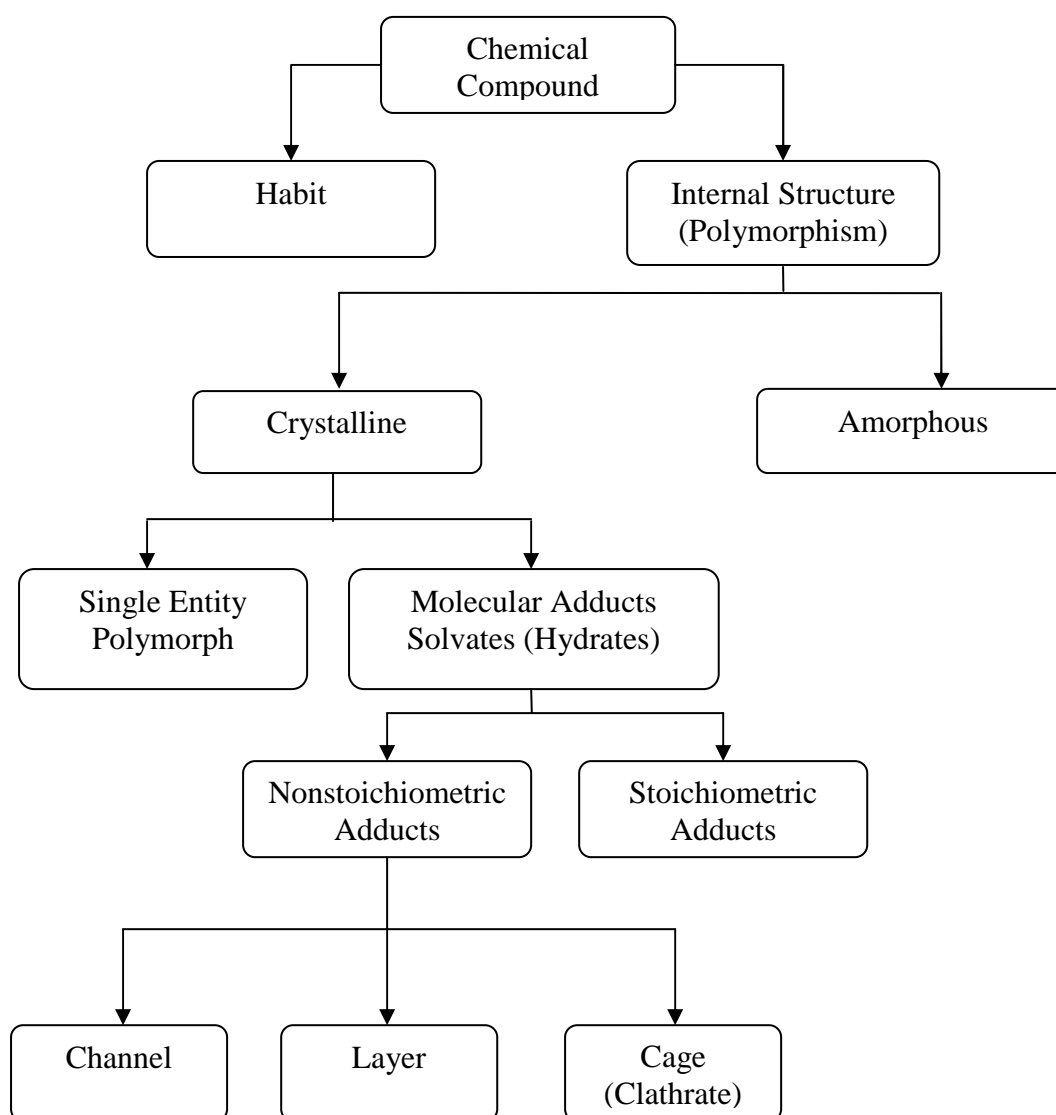 Chemical
Compound
Habit
Internal Structure
(Polymorphism)
Crystalline
Amorphous
Single Entity
Polymorph
Molecular Adducts
Solvates (Hydrates)
Nonstoichiometric
Adducts
Stoichiometric
Adducts
Channel
Layer
Cage
(Clathrate)